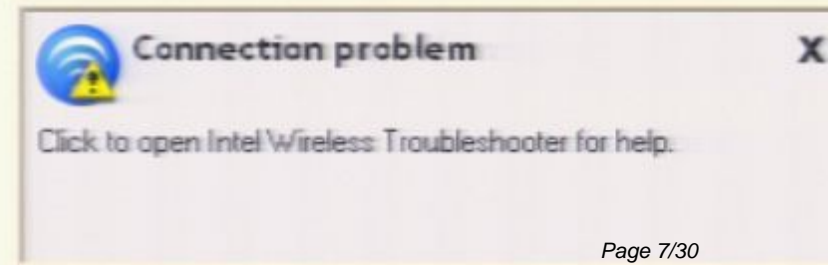 Connection problem
X
Click to open Intel Wireless Troubleshooter for help.
Page 7/30